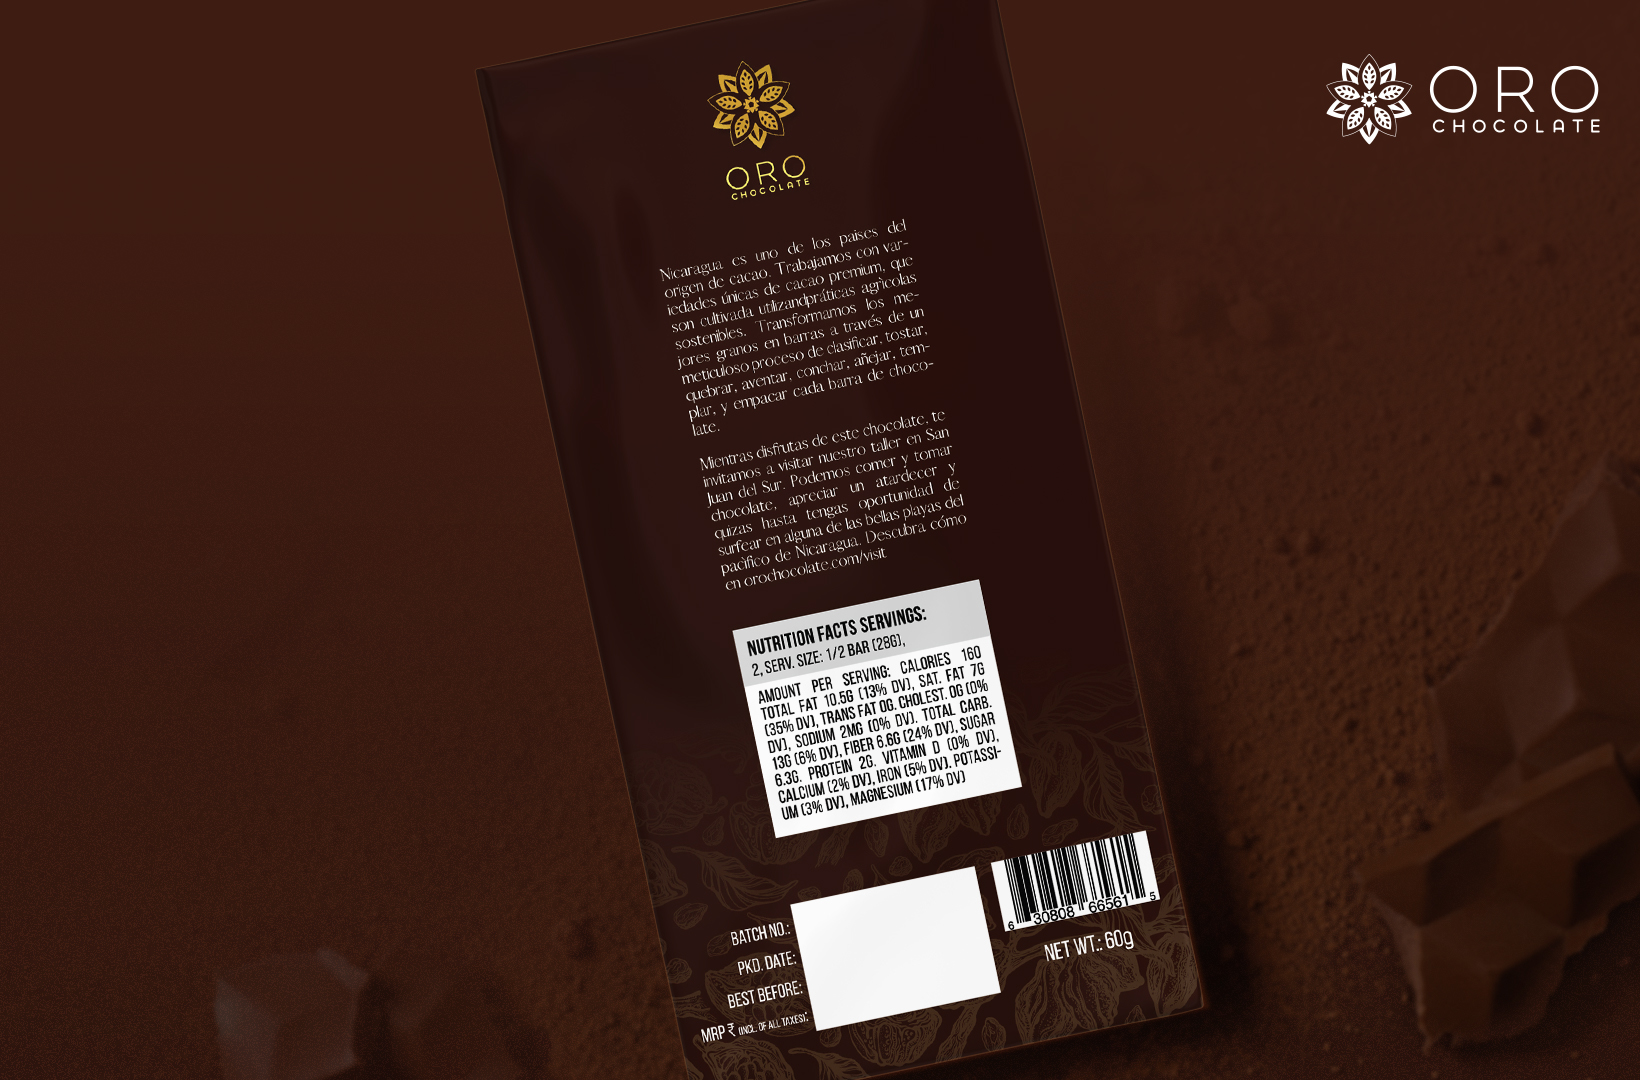 ORO
CHOCOLATE
ORO
CHOCOLATE
Nicaragua es uno de los paises del
origen de cacao. Trabajamos con var-
iedades únicas de cacao premium, que
son cultivada utilizandpráticas agrìcolas
sostenibles. Transformamos los me-
jores granos en barras a través de un
meticuloso proceso de clasificar, tostar,
quebrar, aventar, conchar, añejar, tem-
plar, y empacar cada barra de choco-
late.
Mientras disfrutas de este chocolate, te
invitamos a visitar nuestro taller en San
Juan del Sur. Podemos comer y tomar
chocolate, apreciar un atardecer y
quizas hasta tengas oportunidad de
surfear en alguna de las bellas playas del
pacìfico de Nicaragua. Descubra cómo
en orochocolate.com/visit
NUTRITION FACTS SERVINGS:
2, SERV. SIZE: 1/2 BAR (28G),
AMOUNT PER SERVING: CALORIES 160
TOTAL FAT 10.5G (13% DV), SAT. FAT 7G
(35% DV), TRANS FAT 0G. CHOLEST. 0G (0%
DV), SODIUM 2MG (0% DV). TOTAL CARB.
13G (6% DV), FIBER 6.6G (24% DV), SUGAR
6.3G. PROTEIN 2G. VITAMIN D (0% DV),
CALCIUM (2% DV), IRON (5% DV). POTASSI-
UM (3% DV), MAGNESIUM (17% DV)
6 30808 66561 5
NET WT.: 60g
BATCH NO.:
PKD. DATE:
BEST BEFORE:
MRP ₹ (INCL. OF ALL TAXES):